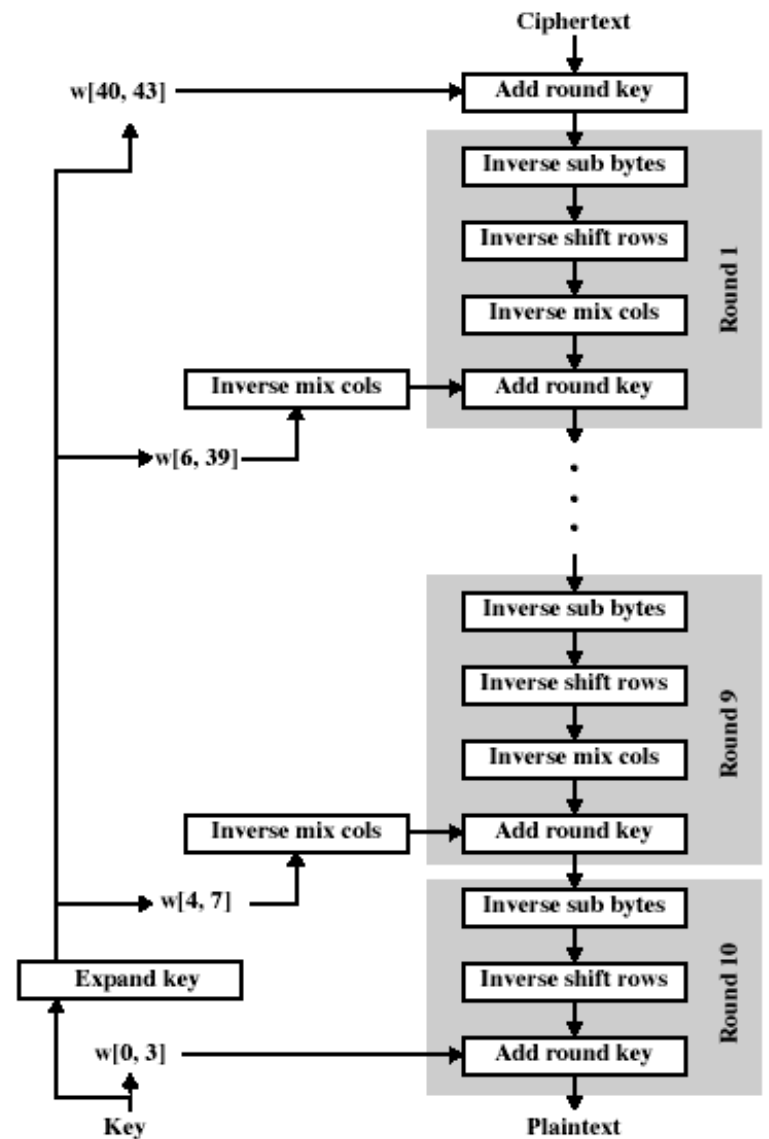 Ciphertext
w[40, 43]
Add round key
Inverse sub bytes
Inverse shift rows
Round 1
Inverse mix cols
Inverse mix cols
Add round key
w[6, 39]
Inverse sub bytes
Inverse shift rows
Round 9
Inverse mix cols
Inverse mix cols
Add round key
w[4, 7]
Inverse sub bytes
Expand key
Inverse shift rows
Round 10
w[0, 3]
Add round key
Key
Plaintext